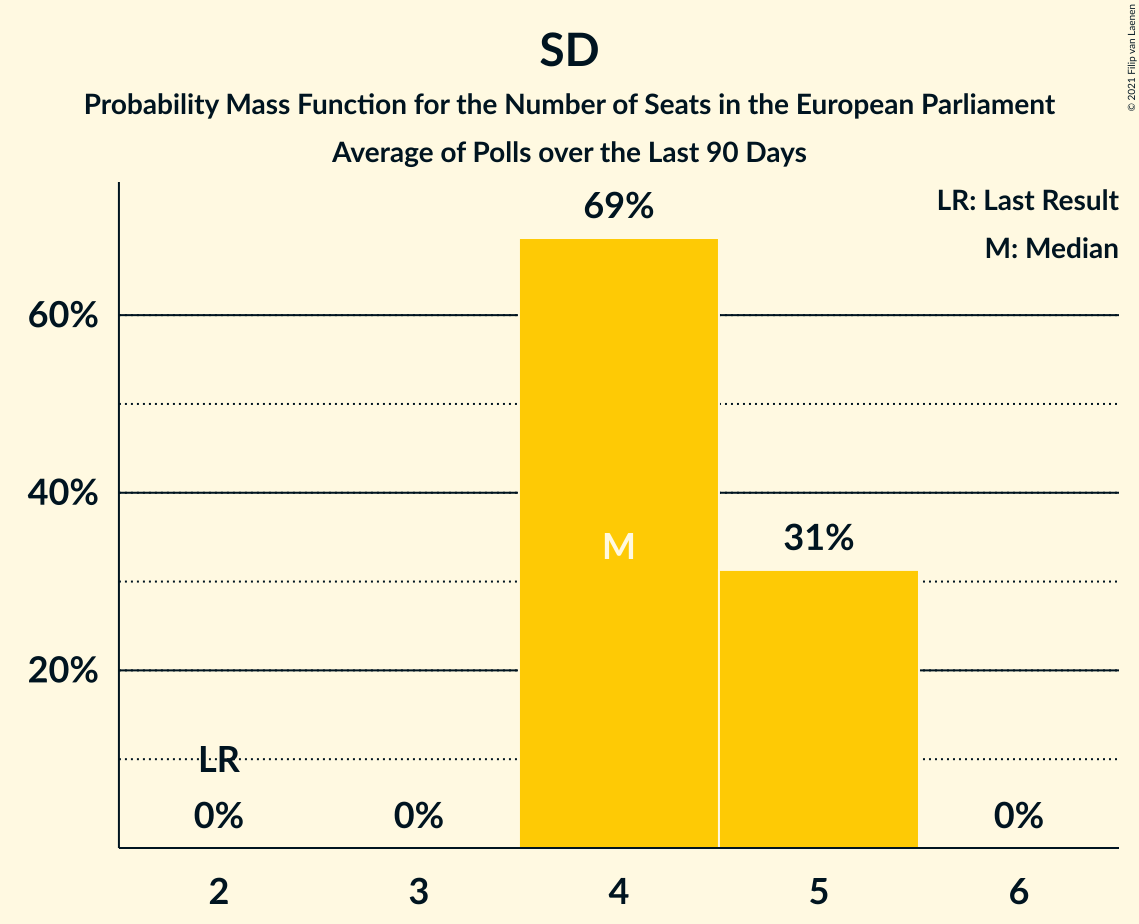 SD
Probability Mass Function for the Number of Seats in the European Parliament
Average of Polls over the Last 90 Days
© 2021 Filip van Laenen
LR: Last Result
M: Median
69%
60%
40%
31%
M
20%
LR
0%
0%
0%
2
3
4
5
6